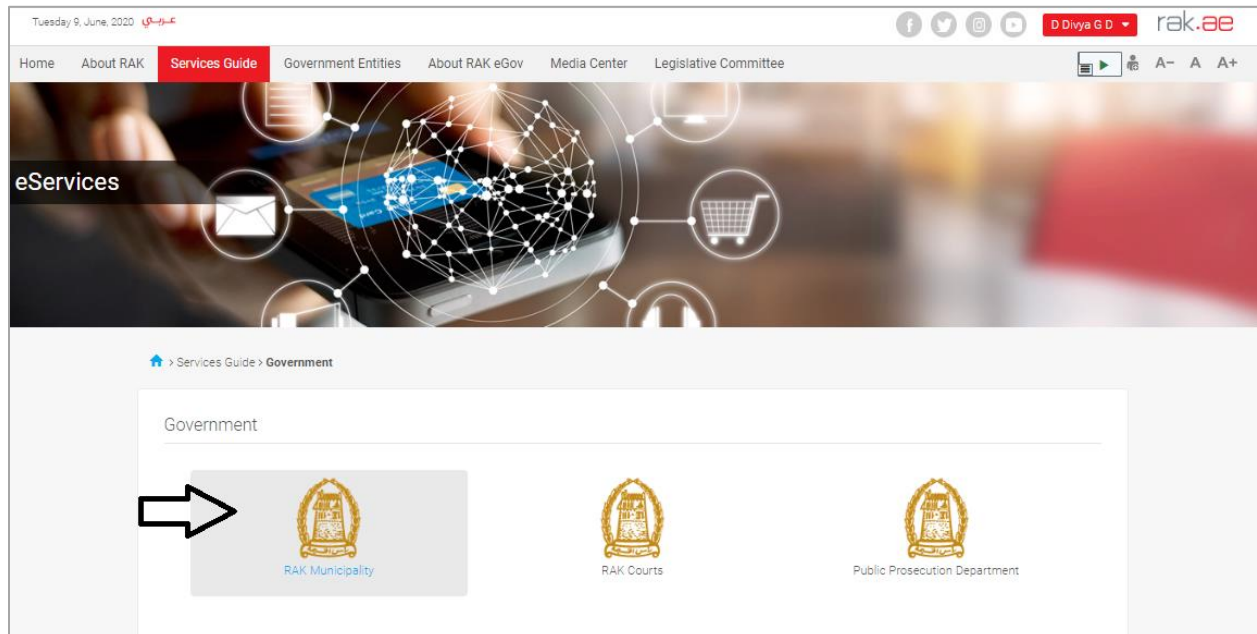 Tuesday 9, June, 2020 عـربـي
D Divya G D
rak.ae
Home About RAK Services Guide Government Entities About RAK eGov Media Center Legislative Committee A- A A+
eServices
> Services Guide > Government
Government
RAK Municipality RAK Courts Public Prosecution Department